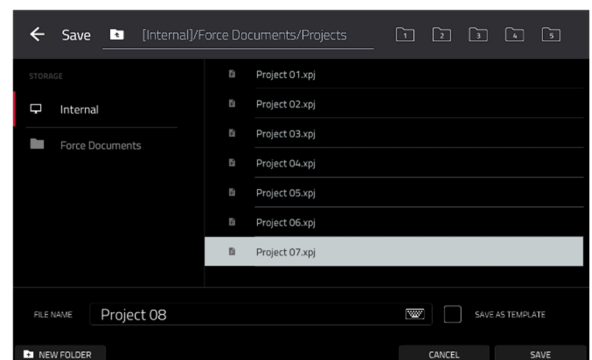 Save [Internal]/Force Documents/Projects 1 2 3 4 5
STORAGE
Internal
Force Documents
Project 01.xpj
Project 02.xpj
Project 03.xpj
Project 04.xpj
Project 05.xpj
Project 06.xpj
Project 07.xpj
FILE NAME Project 08 SAVE AS TEMPLATE
NEW FOLDER CANCEL SAVE